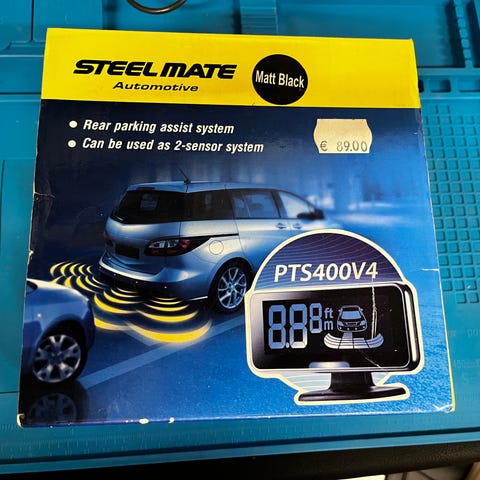 STEELMATE
Automotive
Matt Black
Rear parking assist system
Can be used as 2-sensor system
€ 89.00
PTS400V4
8.8.8 ft
m